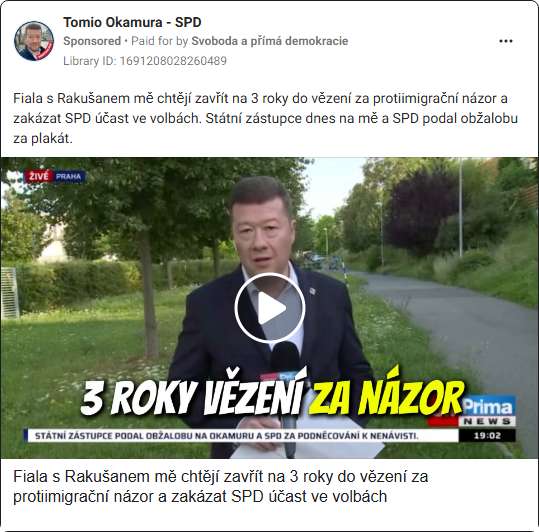 Tomio Okamura - SPD
Sponsored • Paid for by Svoboda a přímá demokracie
Library ID: 1691208028260489
Fiala s Rakušanem mě chtějí zavřít na 3 roky do vězení za protiimigrační názor a
zakázat SPD účast ve volbách. Státní zástupce dnes na mě a SPD podal obžalobu
za plakát.
ŽIVĚ PRAHA
3 ROKY VĚZENÍ ZA NÁZOR
Prima
NEWS
STÁTNÍ ZÁSTUPCE PODAL OBŽALOBU NA OKAMURU A SPD ZA PODNĚCOVÁNÍ K NENÁVISTI. 19:02
Fiala s Rakušanem mě chtějí zavřít na 3 roky do vězení za
protiimigrační názor a zakázat SPD účast ve volbách